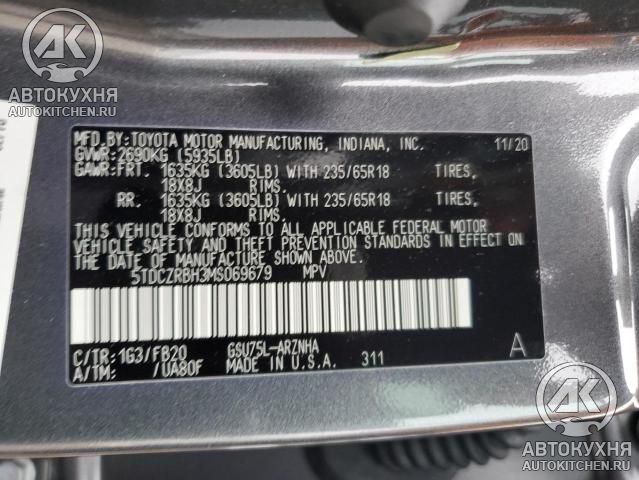 АВТОКУХНЯ
AVTOKITCHEN.RU
MFD.BY:TOYOTA MOTOR MANUFACTURING, INDIANA, INC. 11/20
GVWR:2690KG (5935LB)
GAWR:FRT. 1635KG (3605LB) WITH 235/65R18 TIRES,
18X8J RIMS.
RR. 1635KG (3605LB) WITH 235/65R18 TIRES,
18X8J RIMS.
THIS VEHICLE CONFORMS TO ALL APPLICABLE FEDERAL MOTOR
VEHICLE SAFETY AND THEFT PREVENTION STANDARDS IN EFFECT ON
THE DATE OF MANUFACTURE SHOWN ABOVE.
5TDCZRBH3MS069679 MPV
C/TR:1G3/FB20 GSU75L-ARZNHA
A/TM: /UA80F MADE IN U.S.A. 311 A
АВТОКУХНЯ
AVTOKITCHEN.RU